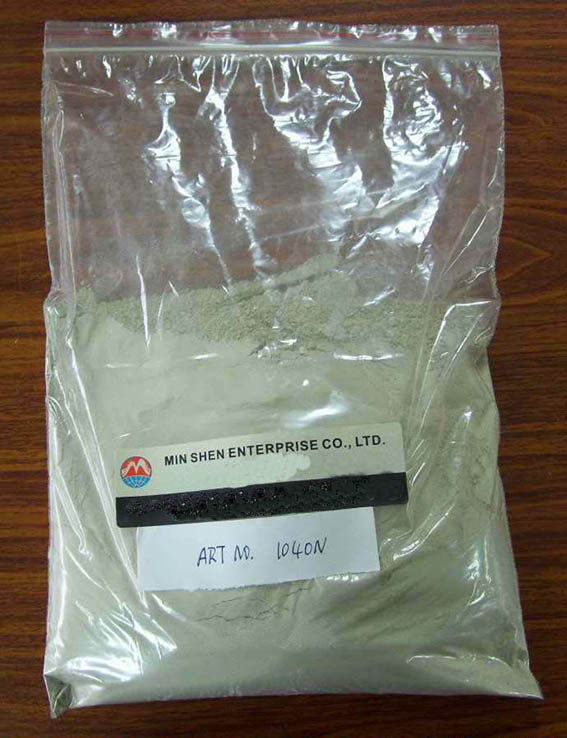 MIN SHEN ENTERPRISE CO., LTD.
ART NO. 1040N